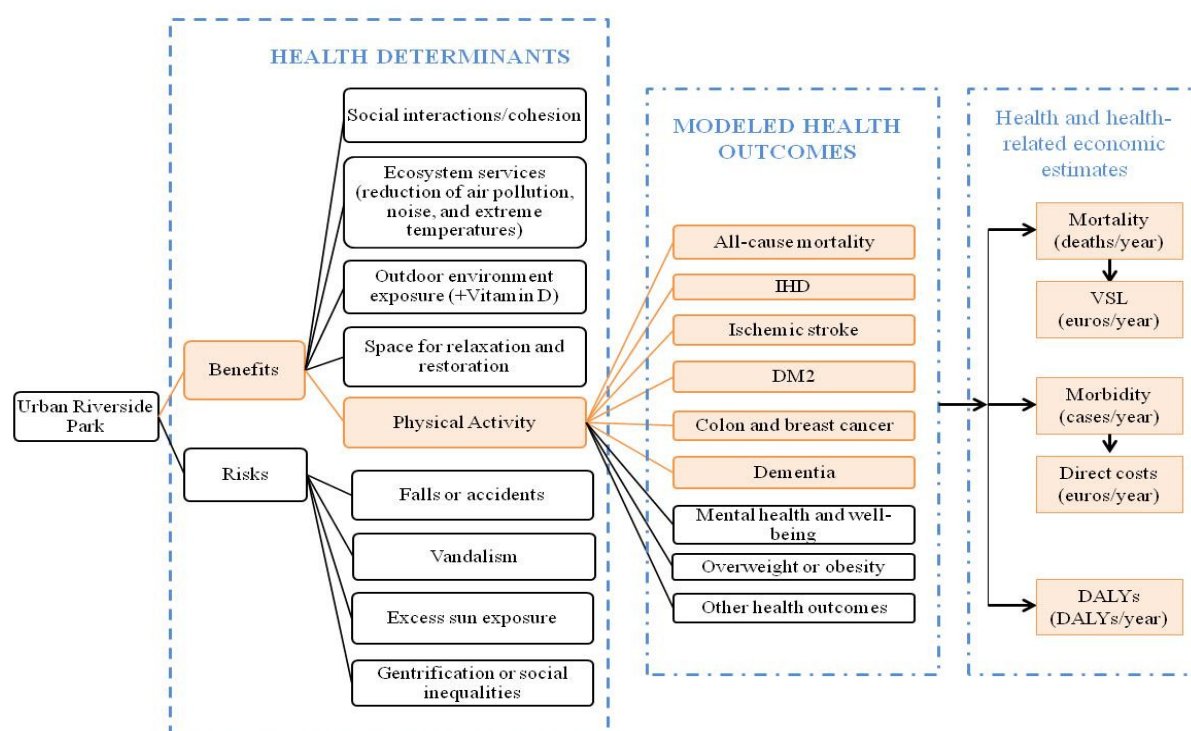 HEALTH DETERMINANTS
Social interactions/cohesion
Ecosystem services
(reduction of air pollution,
noise, and extreme
temperatures)
Outdoor environment
exposure (+Vitamin D)
Space for relaxation and
restoration
Benefits
Physical Activity
Urban Riverside
Park
Risks
Falls or accidents
Vandalism
Excess sun exposure
Gentrification or social
inequalities
MODELED HEALTH
OUTCOMES
All-cause mortality
IHD
Ischemic stroke
DM2
Colon and breast cancer
Dementia
Mental health and well-
being
Overweight or obesity
Other health outcomes
Health and health-
related economic
estimates
Mortality
(deaths/year)
VSL
(euros/year)
Morbidity
(cases/year)
Direct costs
(euros/year)
DALYs
(DALYs/year)